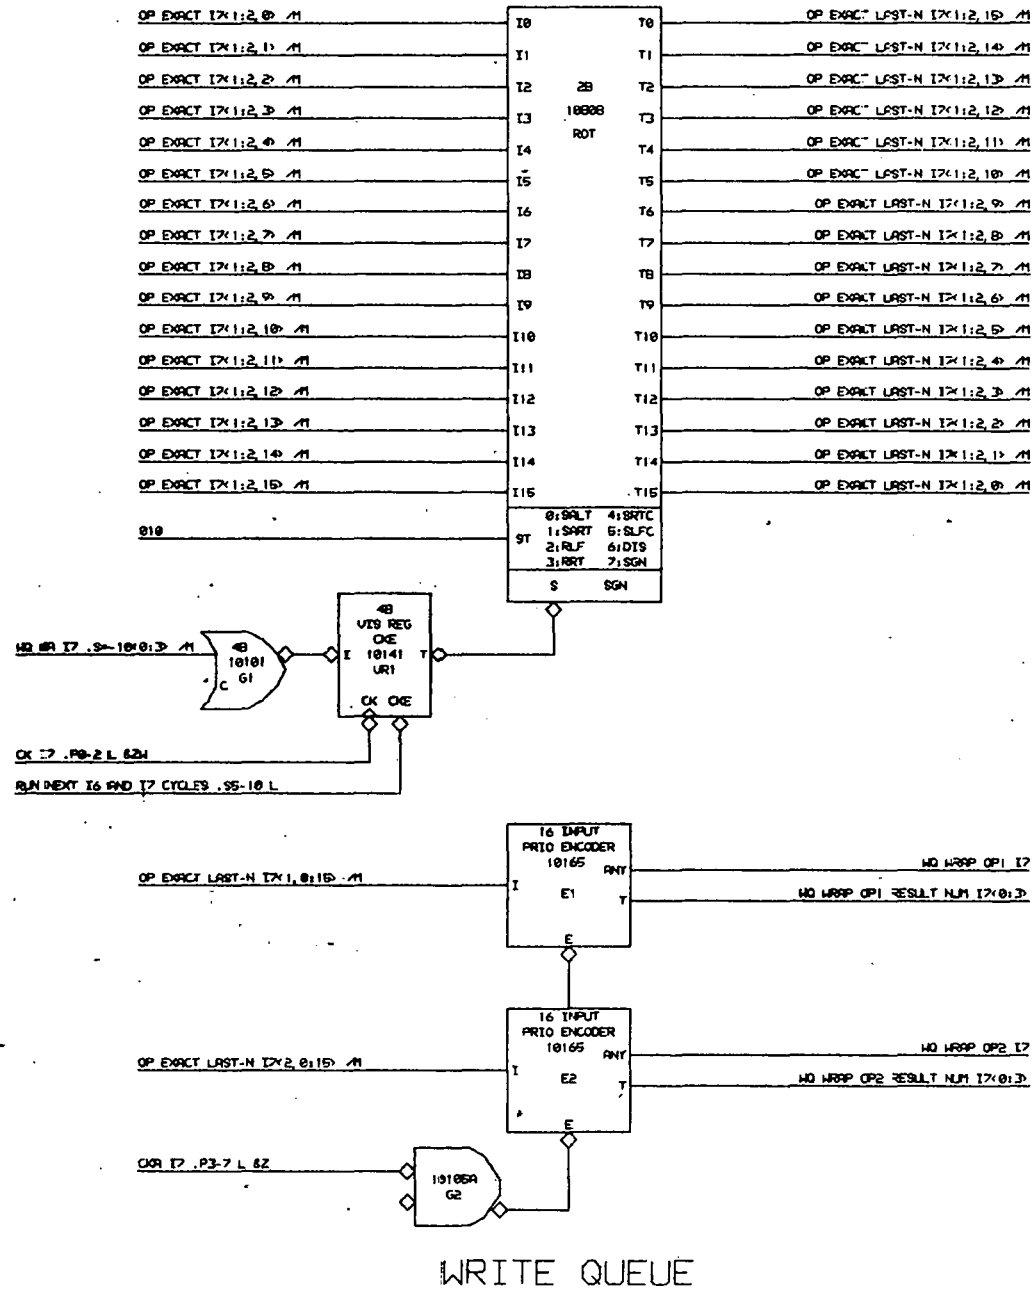 OP EXACT I7<1:2,0> /M I0 T0 OP EXACT LAST-N I7<1:2,15> /M
OP EXACT I7<1:2,1> /M I1 T1 OP EXACT LAST-N I7<1:2,14> /M
OP EXACT I7<1:2,2> /M I2 2B T2 OP EXACT LAST-N I7<1:2,13> /M
OP EXACT I7<1:2,3> /M I3 10808 T3 OP EXACT LAST-N I7<1:2,12> /M
ROT
OP EXACT I7<1:2,4> /M I4 T4 OP EXACT LAST-N I7<1:2,11> /M
OP EXACT I7<1:2,5> /M I5 T5 OP EXACT LAST-N I7<1:2,10> /M
OP EXACT I7<1:2,6> /M I6 T6 OP EXACT LAST-N I7<1:2,9> /M
OP EXACT I7<1:2,7> /M I7 T7 OP EXACT LAST-N I7<1:2,8> /M
OP EXACT I7<1:2,8> /M I8 T8 OP EXACT LAST-N I7<1:2,7> /M
OP EXACT I7<1:2,9> /M I9 T9 OP EXACT LAST-N I7<1:2,6> /M
OP EXACT I7<1:2,10> /M I10 T10 OP EXACT LAST-N I7<1:2,5> /M
OP EXACT I7<1:2,11> /M I11 T11 OP EXACT LAST-N I7<1:2,4> /M
OP EXACT I7<1:2,12> /M I12 T12 OP EXACT LAST-N I7<1:2,3> /M
OP EXACT I7<1:2,13> /M I13 T13 OP EXACT LAST-N I7<1:2,2> /M
OP EXACT I7<1:2,14> /M I14 T14 OP EXACT LAST-N I7<1:2,1> /M
OP EXACT I7<1:2,15> /M I15 T15 OP EXACT LAST-N I7<1:2,0> /M
0:SALT 4:SRTC
010 ST 1:SART 5:SLFC
2:RLF 6:DIS
3:RRT 7:SGN
S SGN
4B
VIS REG
CKE
WQ WA I7 .S4-10<0:3> /M 4B I 10141 T
10101 VR1
C G1
CK CKE
CK I7 .P0-2 L &ZW
RUN NEXT I6 AND I7 CYCLES .S5-10 L
16 INPUT
PRIO ENCODER
10165 ANY WQ WRAP OP1 I7
OP EXACT LAST-N I7<1,0:15> /M I E1 T WQ WRAP OP1 RESULT NUM I7<0:3>
E
16 INPUT
PRIO ENCODER
10165 ANY WQ WRAP OP2 I7
OP EXACT LAST-N I7<2,0:15> /M I E2 T WQ WRAP OP2 RESULT NUM I7<0:3>
E
CKA I7 .P3-7 L &Z 10105A
G2
WRITE QUEUE